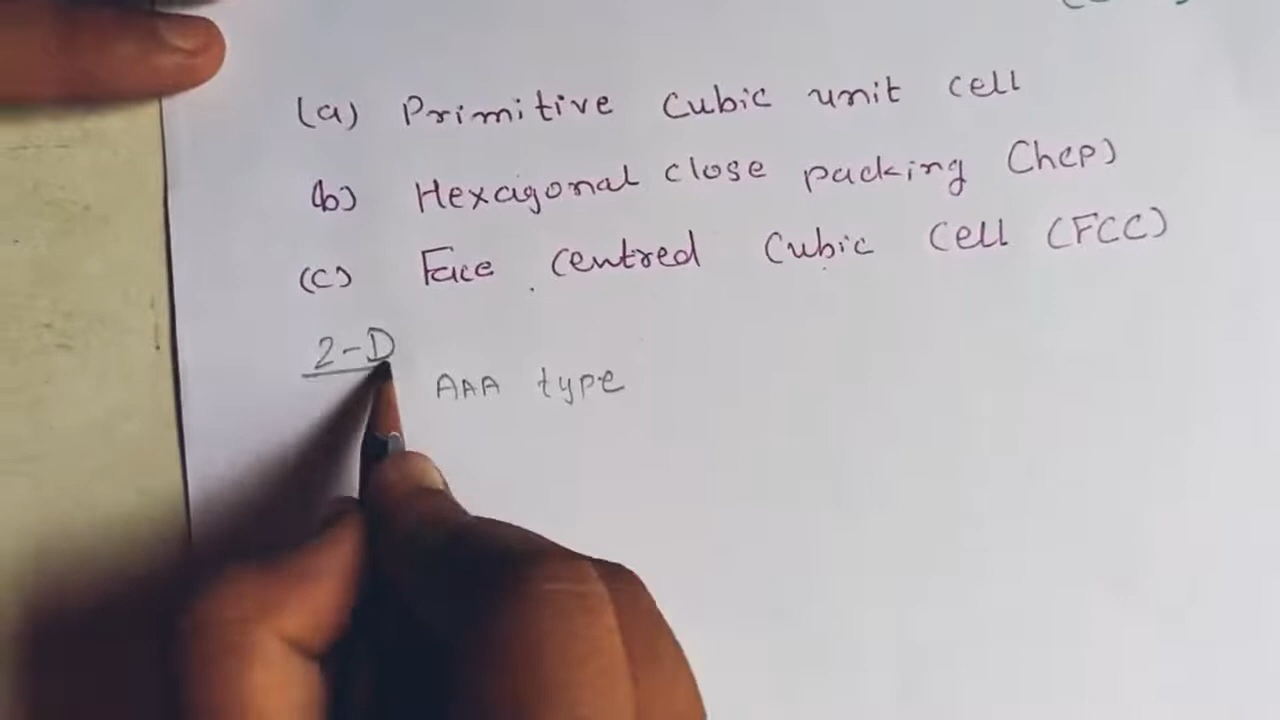 (a) Primitive Cubic unit cell
(b) Hexagonal close packing (hcp)
(c) Face centred Cubic cell (FCC)
2-D
AAA type